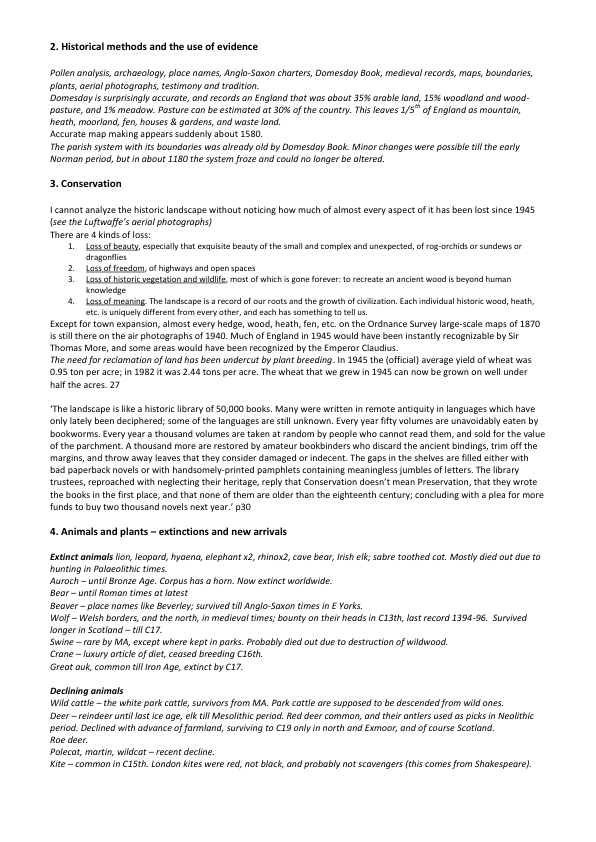 2. Historical methods and the use of evidence
Pollen analysis, archaeology, place names, Anglo-Saxon charters, Domesday Book, medieval records, maps, boundaries,
plants, aerial photographs, testimony and tradition.
Domesday is surprisingly accurate, and records an England that was about 35% arable land, 15% woodland and wood-
pasture, and 1% meadow. Pasture can be estimated at 30% of the country. This leaves 1/5th of England as mountain,
heath, moorland, fen, houses & gardens, and waste land.
Accurate map making appears suddenly about 1580.
The parish system with its boundaries was already old by Domesday Book. Minor changes were possible till the early
Norman period, but in about 1180 the system froze and could no longer be altered.
3. Conservation
I cannot analyze the historic landscape without noticing how much of almost every aspect of it has been lost since 1945
(see the Luftwaffe's aerial photographs)
There are 4 kinds of loss:
1. Loss of beauty, especially that exquisite beauty of the small and complex and unexpected, of rog-orchids or sundews or
dragonflies
2. Loss of freedom, of highways and open spaces
3. Loss of historic vegetation and wildlife, most of which is gone forever: to recreate an ancient wood is beyond human
knowledge
4. Loss of meaning. The landscape is a record of our roots and the growth of civilization. Each individual historic wood, heath,
etc. is uniquely different from every other, and each has something to tell us.
Except for town expansion, almost every hedge, wood, heath, fen, etc. on the Ordnance Survey large-scale maps of 1870
is still there on the air photographs of 1940. Much of England in 1945 would have been instantly recognizable by Sir
Thomas More, and some areas would have been recognized by the Emperor Claudius.
The need for reclamation of land has been undercut by plant breeding. In 1945 the (official) average yield of wheat was
0.95 ton per acre; in 1982 it was 2.44 tons per acre. The wheat that we grew in 1945 can now be grown on well under
half the acres. 27
'The landscape is like a historic library of 50,000 books. Many were written in remote antiquity in languages which have
only lately been deciphered; some of the languages are still unknown. Every year fifty volumes are unavoidably eaten by
bookworms. Every year a thousand volumes are taken at random by people who cannot read them, and sold for the value
of the parchment. A thousand more are restored by amateur bookbinders who discard the ancient bindings, trim off the
margins, and throw away leaves that they consider damaged or indecent. The gaps in the shelves are filled either with
bad paperback novels or with handsomely-printed pamphlets containing meaningless jumbles of letters. The library
trustees, reproached with neglecting their heritage, reply that Conservation doesn't mean Preservation, that they wrote
the books in the first place, and that none of them are older than the eighteenth century; concluding with a plea for more
funds to buy two thousand novels next year.' p30
4. Animals and plants – extinctions and new arrivals
Extinct animals lion, leopard, hyaena, elephant x2, rhinox2, cave bear, Irish elk; sabre toothed cat. Mostly died out due to
hunting in Palaeolithic times.
Auroch – until Bronze Age. Corpus has a horn. Now extinct worldwide.
Bear – until Roman times at latest
Beaver – place names like Beverley; survived till Anglo-Saxon times in E Yorks.
Wolf – Welsh borders, and the north, in medieval times; bounty on their heads in C13th, last record 1394-96. Survived
longer in Scotland – till C17.
Swine – rare by MA, except where kept in parks. Probably died out due to destruction of wildwood.
Crane – luxury article of diet, ceased breeding C16th.
Great auk, common till Iron Age, extinct by C17.
Declining animals
Wild cattle – the white park cattle, survivors from MA. Park cattle are supposed to be descended from wild ones.
Deer – reindeer until last ice age, elk till Mesolithic period. Red deer common, and their antlers used as picks in Neolithic
period. Declined with advance of farmland, surviving to C19 only in north and Exmoor, and of course Scotland.
Roe deer.
Polecat, martin, wildcat – recent decline.
Kite – common in C15th. London kites were red, not black, and probably not scavengers (this comes from Shakespeare).